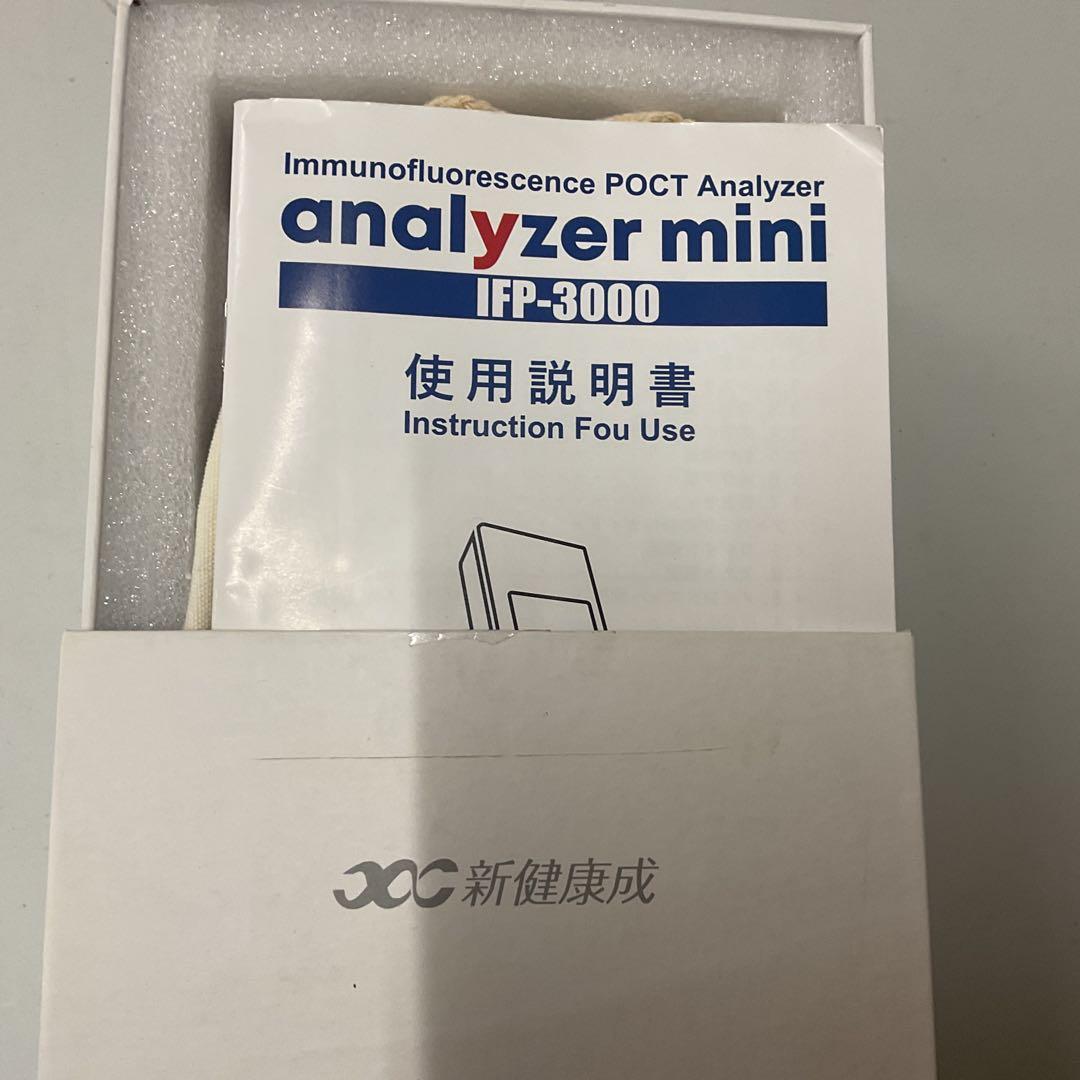 Immunofluorescence POCT Analyzer
analyzer mini
IFP-3000
使用説明書
Instruction Fou Use
新健康成